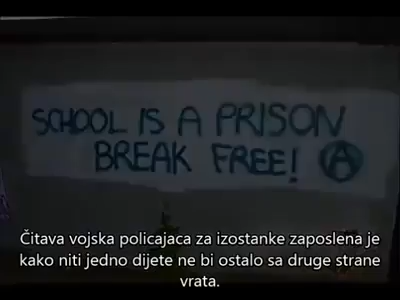 SCHOOL IS A PRISON
BREAK FREE! Ⓐ
Čitava vojska policajaca za izostanke zaposlena je
kako niti jedno dijete ne bi ostalo sa druge strane
vrata.